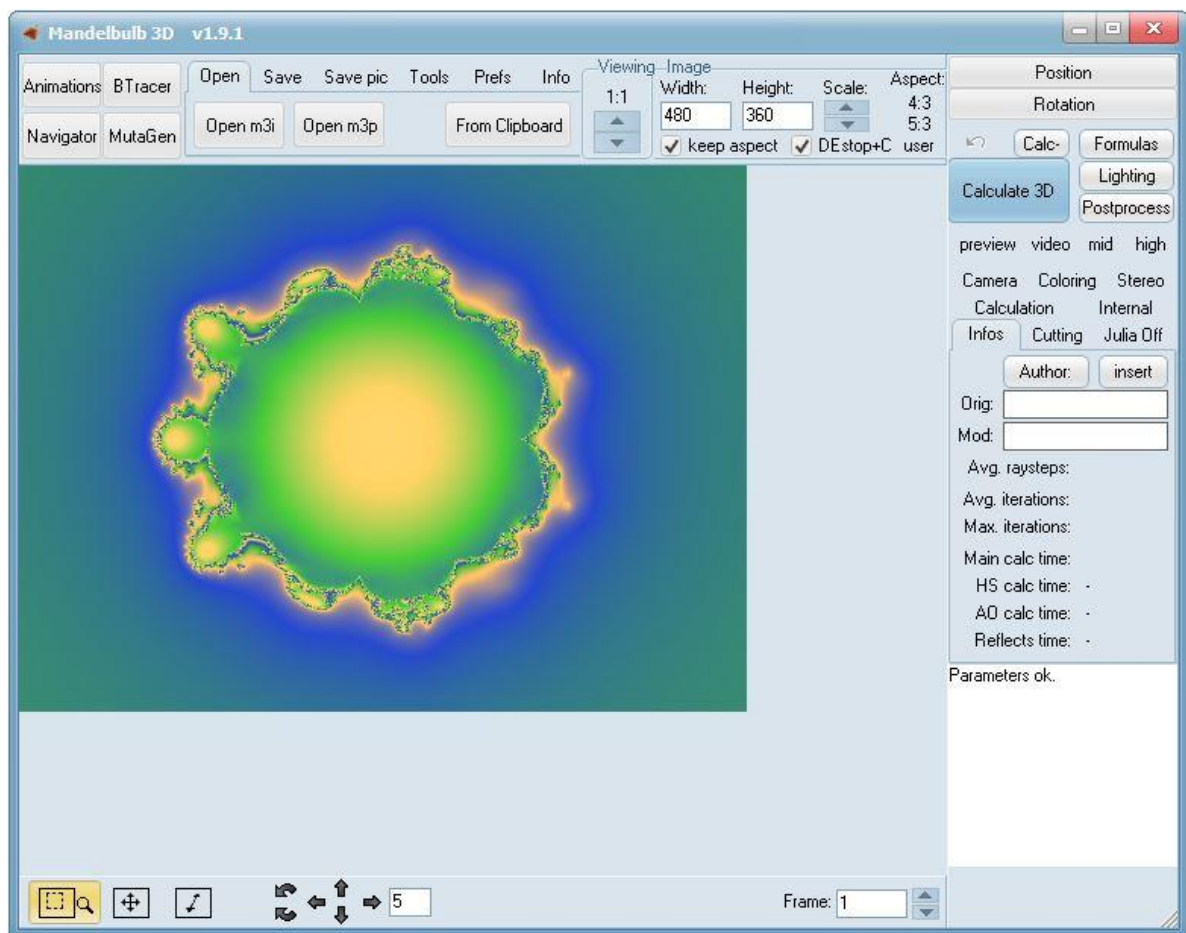 Mandelbulb 3D v1.9.1
Animations BTracer
Navigator MutaGen
Open Save Save pic Tools Prefs Info
Open m3i Open m3p From Clipboard
Viewing
1:1
Image
Width: Height: Scale: Aspect:
480 360 4:3
5:3
keep aspect DEstop+C user
Position
Rotation
Calc- Formulas
Calculate 3D Lighting
Postprocess
preview video mid high
Camera Coloring Stereo
Calculation Internal
Infos Cutting Julia Off
Author: insert
Orig:
Mod:
Avg. raysteps:
Avg. iterations:
Max. iterations:
Main calc time:
HS calc time: -
AO calc time: -
Reflects time: -
Parameters ok.
5
Frame: 1